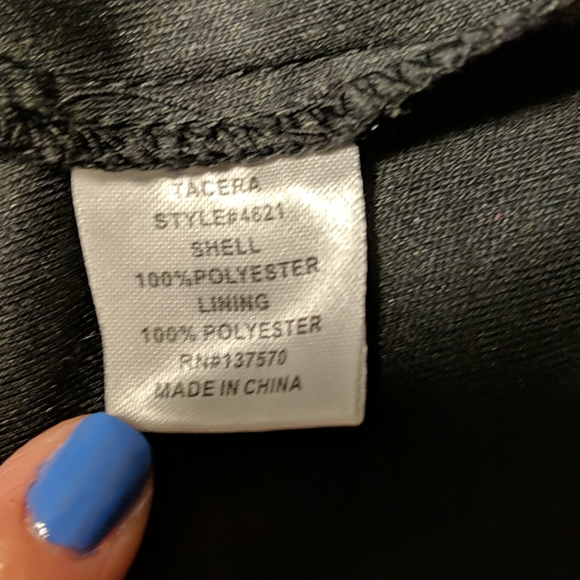 TACERA
STYLE#4621
SHELL
100%POLYESTER
LINING
100% POLYESTER
RN#137570
MADE IN CHINA